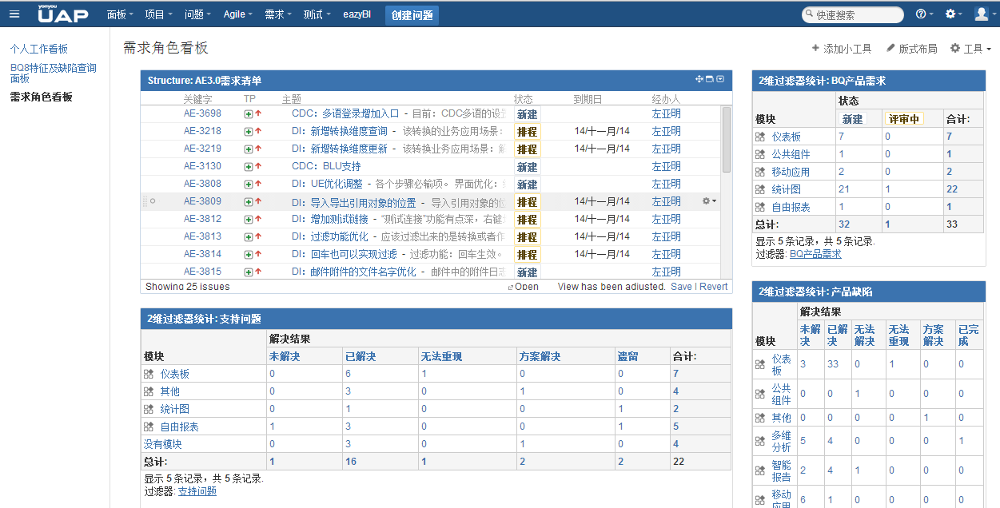 yonyou
UAP 面板 项目 问题 Agile 需求 测试 eazyBI 创建问题 快速搜索
个人工作看板
BQ8特征及缺陷查询
面板
需求角色看板
需求角色看板 添加小工具 版式布局 工具
Structure: AE3.0需求清单
关键字 TP 主题 状态 到期日 经办人
AE-3698 CDC：多语登录增加入口 - 目前：CDC多语的设 新建 左亚明
AE-3218 DI：新增转换维度查询 - 该转换的业务应用场景： 排程 14/十一月/14 左亚明
AE-3219 DI：新增转换维度更新 - 该转换业务应用场景： 排程 14/十一月/14 左亚明
AE-3130 CDC：BLU支持 新建 左亚明
AE-3808 DI：UE优化调整 - 各个步骤必输项。 界面优化： 新建 左亚明
AE-3809 DI：导入导出引用对象的位置 - 导入引用对象的位 排程 14/十一月/14 左亚明
AE-3812 DI：增加测试链接 - “测试连接”功能有点深，右键 排程 14/十一月/14 左亚明
AE-3813 DI：过滤功能优化 - 应该过滤出来的是转换或者作 排程 14/十一月/14 左亚明
AE-3814 DI：回车也可以实现过滤 - 过滤功能：回车生效。 排程 14/十一月/14 左亚明
AE-3815 DI：邮件附件的文件名字优化 - 邮件中的附件日志 新建 左亚明
Showing 25 issues Open View has been adjusted. Save | Revert
2维过滤器统计: 支持问题
解决结果
模块 未解决 已解决 无法重现 方案解决 遗留 合计:
仪表板 0 6 1 0 0 7
其他 0 3 0 1 0 4
统计图 0 1 0 0 1 2
自由报表 1 3 0 0 1 5
没有模块 0 3 0 1 0 4
总计: 1 16 1 2 2 22
显示 5 条记录，共 5 条记录.
过滤器: 支持问题
2维过滤器统计: BQ产品需求
状态
模块 新建 评审中 合计:
仪表板 7 0 7
公共组件 1 0 1
移动应用 2 0 2
统计图 21 1 22
自由报表 1 0 1
总计: 32 1 33
显示 5 条记录，共 5 条记录.
过滤器: BQ产品需求
2维过滤器统计: 产品缺陷
解决结果
模块 未解决 已解决 无法解决 无法重现 方案解决 已完成
仪表板 3 33 0 1 0 0
公共组件 0 0 1 0 0 0
其他 0 0 0 0 1 0
多维分析 5 4 0 0 0 1
智能报告 2 4 1 0 0 0
移动应用 6 1 0 0 0 0